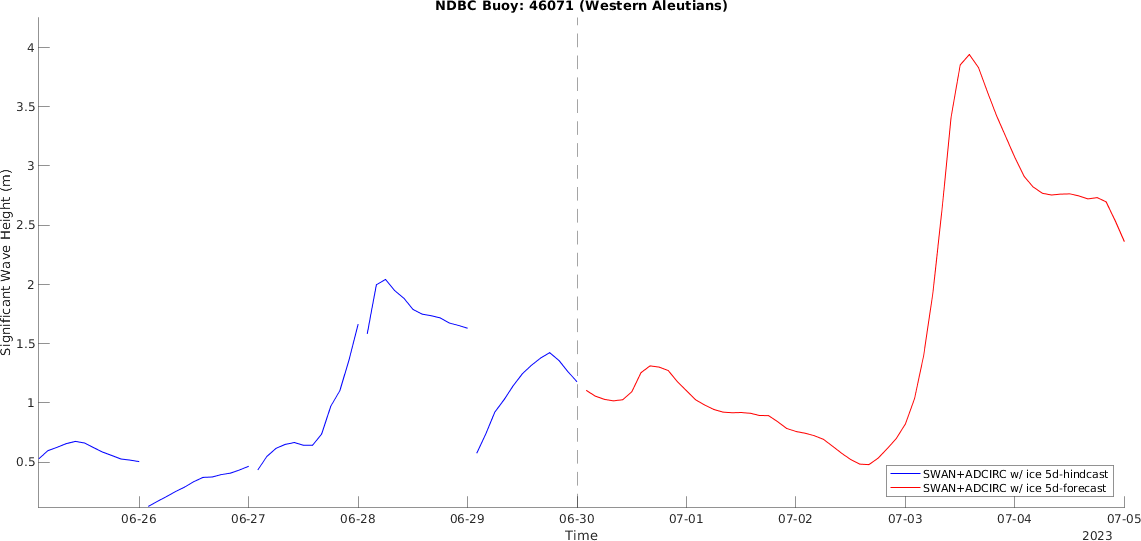 NDBC Buoy: 46071 (Western Aleutians)
Significant Wave Height (m)
4
3.5
3
2.5
2
1.5
1
0.5
SWAN+ADCIRC w/ ice 5d-hindcast
SWAN+ADCIRC w/ ice 5d-forecast
06-26 06-27 06-28 06-29 06-30 07-01 07-02 07-03 07-04 07-05
Time
2023